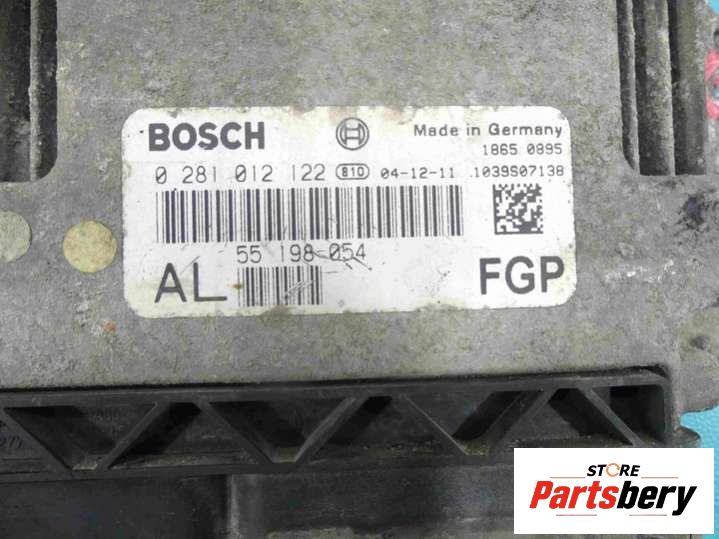 BOSCH
Made in Germany
1865 0895
0 281 012 122 810 04-12-11 .1039S07138
55 198 054
AL
FGP
STORE
Partsbery